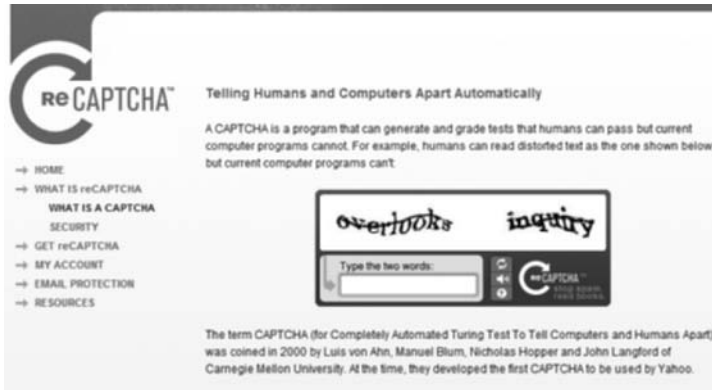 reCAPTCHA™
Telling Humans and Computers Apart Automatically
A CAPTCHA is a program that can generate and grade tests that humans can pass but current
computer programs cannot. For example, humans can read distorted text as the one shown below
but current computer programs can't:
HOME
WHAT IS reCAPTCHA
WHAT IS A CAPTCHA
SECURITY
GET reCAPTCHA
MY ACCOUNT
EMAIL PROTECTION
RESOURCES
overlooks inquiry
Type the two words:
reCAPTCHA™
stop spam.
read books.
The term CAPTCHA (for Completely Automated Turing Test To Tell Computers and Humans Apart)
was coined in 2000 by Luis von Ahn, Manuel Blum, Nicholas Hopper and John Langford of
Carnegie Mellon University. At the time, they developed the first CAPTCHA to be used by Yahoo.